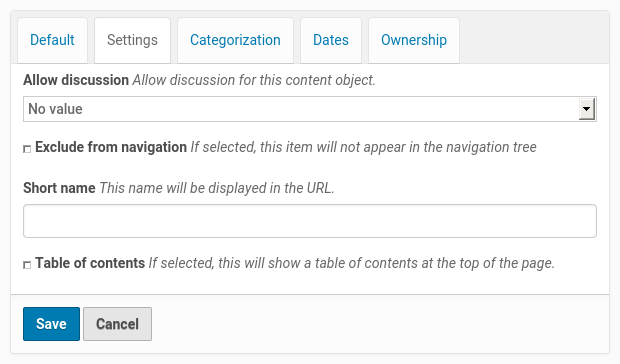 Default Settings Categorization Dates Ownership
Allow discussion Allow discussion for this content object.
No value
Exclude from navigation If selected, this item will not appear in the navigation tree
Short name This name will be displayed in the URL.
Table of contents If selected, this will show a table of contents at the top of the page.
Save Cancel